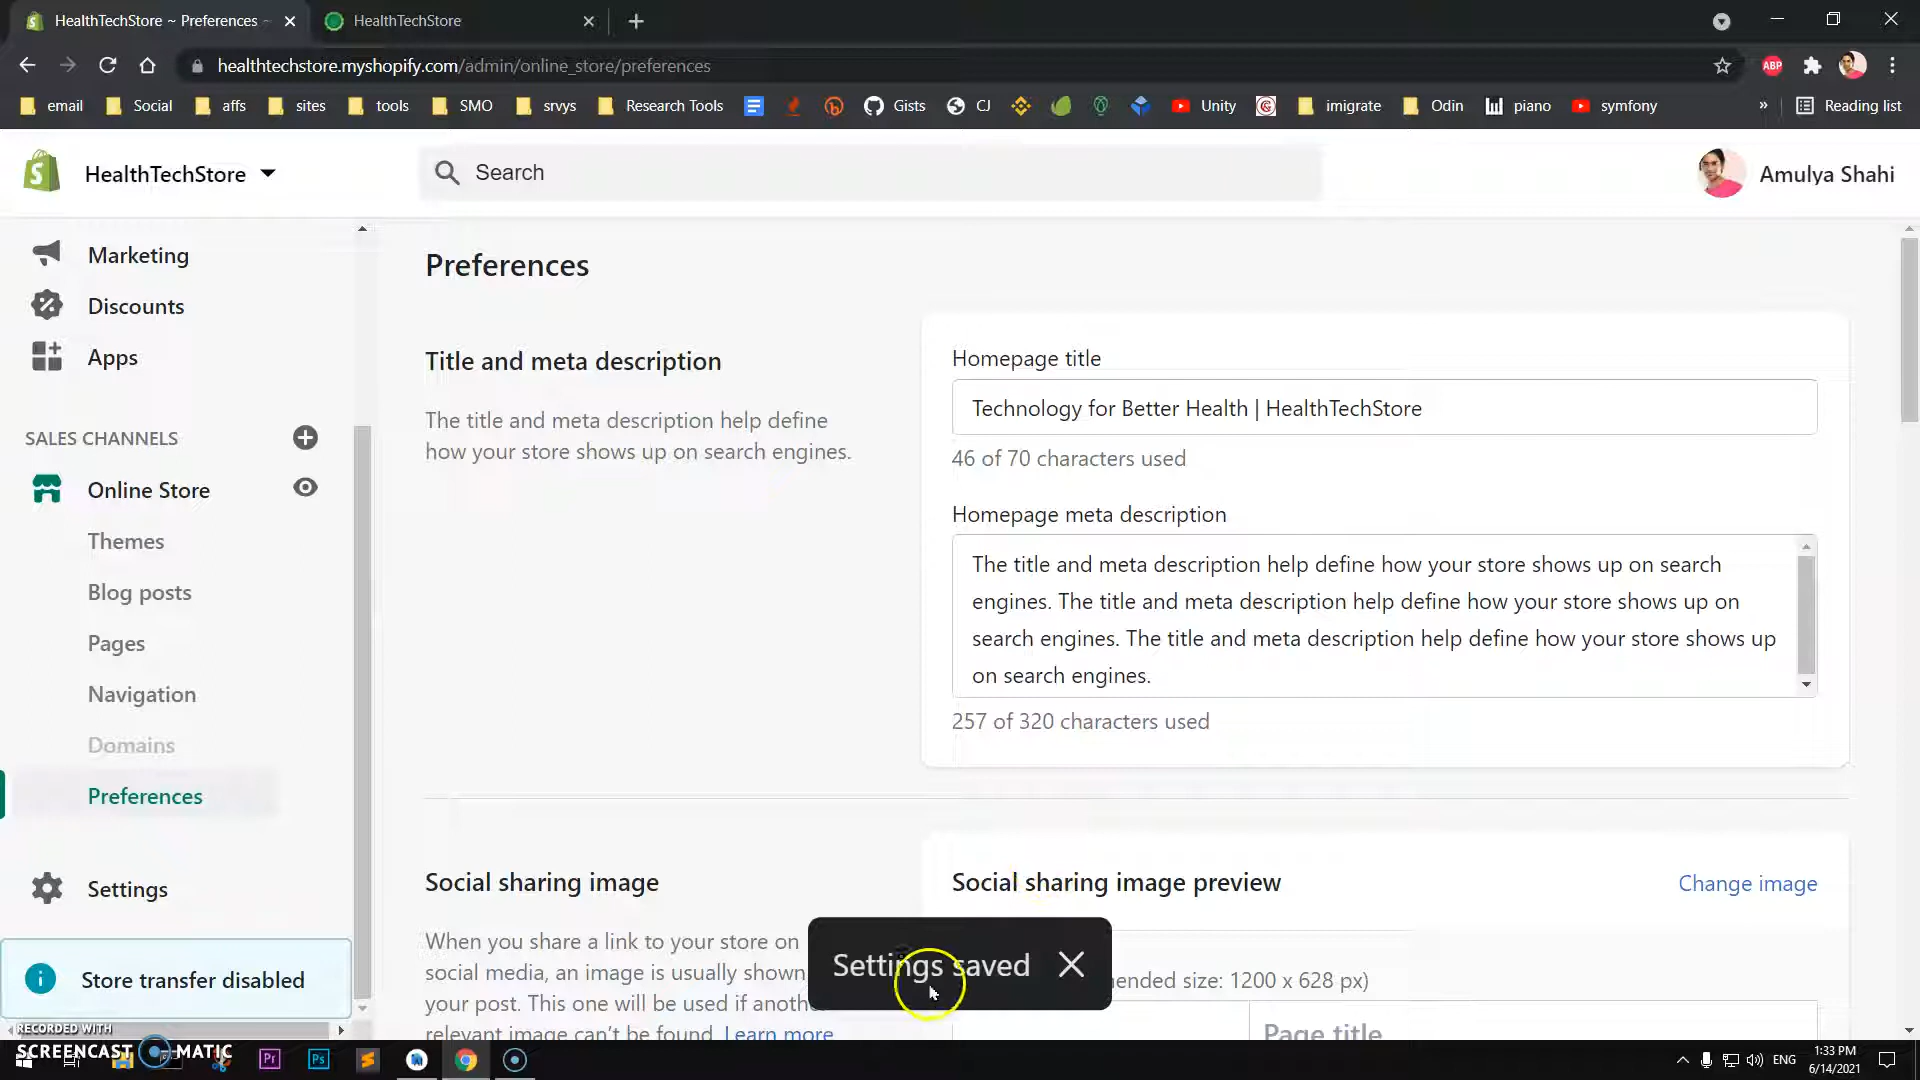 HealthTechStore ~ Preferences ~
HealthTechStore
healthtechstore.myshopify.com/admin/online_store/preferences
ABP
email
Social
affs
sites
tools
SMO
srvys
Research Tools
Gists
CJ
Unity
imigrate
Odin
piano
symfony
»
Reading list
HealthTechStore
Search
Amulya Shahi
Marketing
Discounts
Apps
SALES CHANNELS
Online Store
Themes
Blog posts
Pages
Navigation
Domains
Preferences
Settings
Store transfer disabled
Preferences
Title and meta description
The title and meta description help define
how your store shows up on search engines.
Homepage title
Technology for Better Health | HealthTechStore
46 of 70 characters used
Homepage meta description
The title and meta description help define how your store shows up on search
engines. The title and meta description help define how your store shows up on
search engines. The title and meta description help define how your store shows up
on search engines.
257 of 320 characters used
Social sharing image
When you share a link to your store on
social media, an image is usually shown
your post. This one will be used if anoth
relevant image can't be found. Learn more
Social sharing image preview
Change image
ended size: 1200 x 628 px)
Page title
Settings saved
RECORDED WITH
SCREENCAST MATIC
Pr
Ps
ENG
1:33 PM
6/14/2021